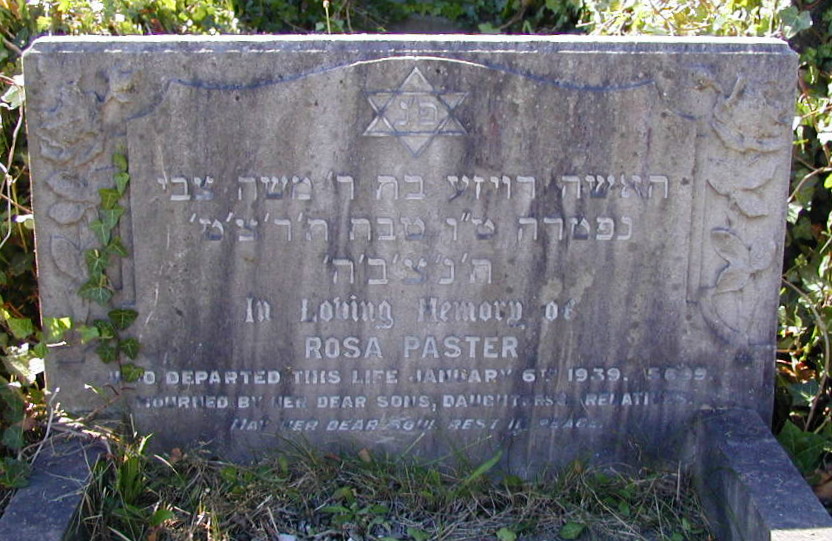 פ״נ
האשה רויזע בת ר׳ משה צבי
נפטרה ט״ו טבת ה׳ר׳צ׳ט׳
ת׳נ׳צ׳ב׳ה׳
In Loving Memory of
ROSA PASTER
WHO DEPARTED THIS LIFE JANUARY 6TH 1939. 5699.
MOURNED BY HER DEAR SONS, DAUGHTERS & RELATIVES.
MAY HER DEAR SOUL REST IN PEACE.